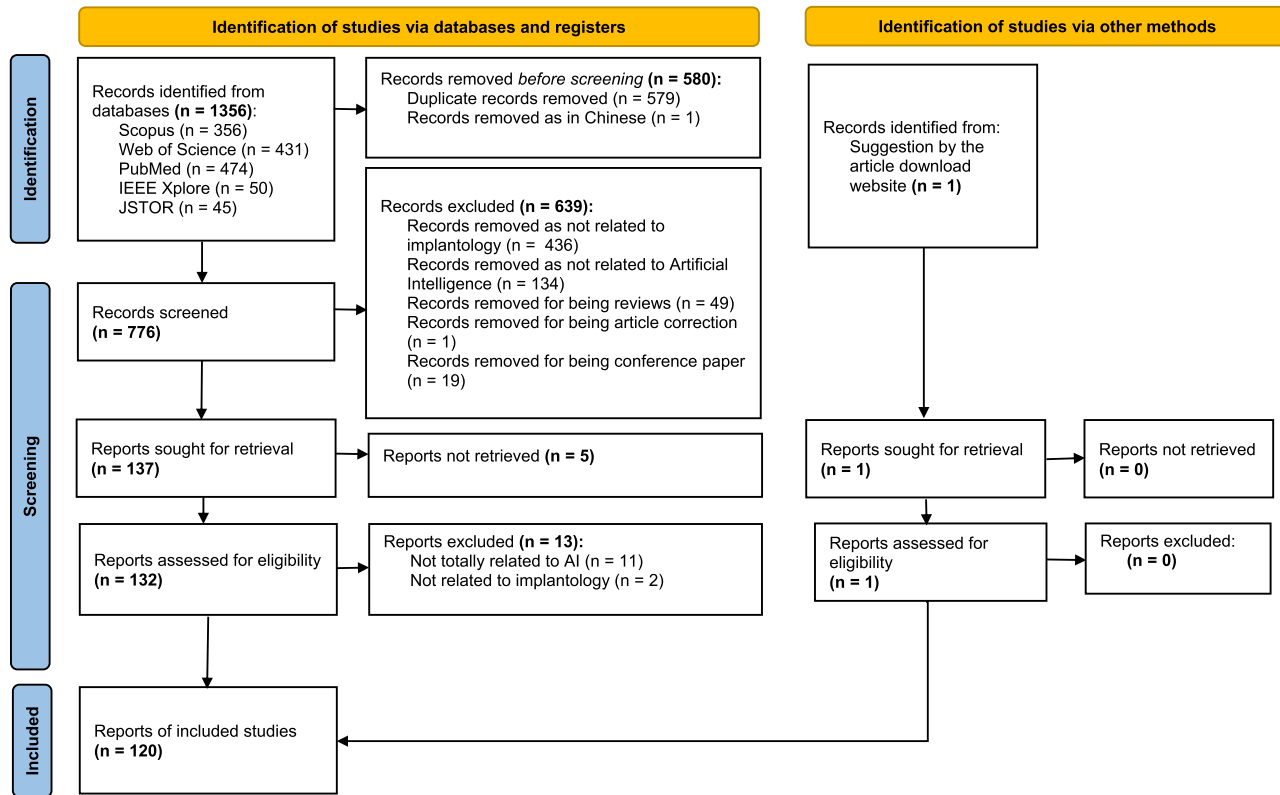 Identification of studies via databases and registers
Identification of studies via other methods
Identification
Records identified from
databases (n = 1356):
Scopus (n = 356)
Web of Science (n = 431)
PubMed (n = 474)
IEEE Xplore (n = 50)
JSTOR (n = 45)
Records removed before screening (n = 580):
Duplicate records removed (n = 579)
Records removed as in Chinese (n = 1)
Records identified from:
Suggestion by the
article download
website (n = 1)
Screening
Records screened
(n = 776)
Records excluded (n = 639):
Records removed as not related to
implantology (n = 436)
Records removed as not related to Artificial
Intelligence (n = 134)
Records removed for being reviews (n = 49)
Records removed for being article correction
(n = 1)
Records removed for being conference paper
(n = 19)
Reports sought for retrieval
(n = 137)
Reports not retrieved (n = 5)
Reports sought for retrieval
(n = 1)
Reports not retrieved
(n = 0)
Reports assessed for eligibility
(n = 132)
Reports excluded (n = 13):
Not totally related to AI (n = 11)
Not related to implantology (n = 2)
Reports assessed for
eligibility
(n = 1)
Reports excluded:
(n = 0)
Included
Reports of included studies
(n = 120)